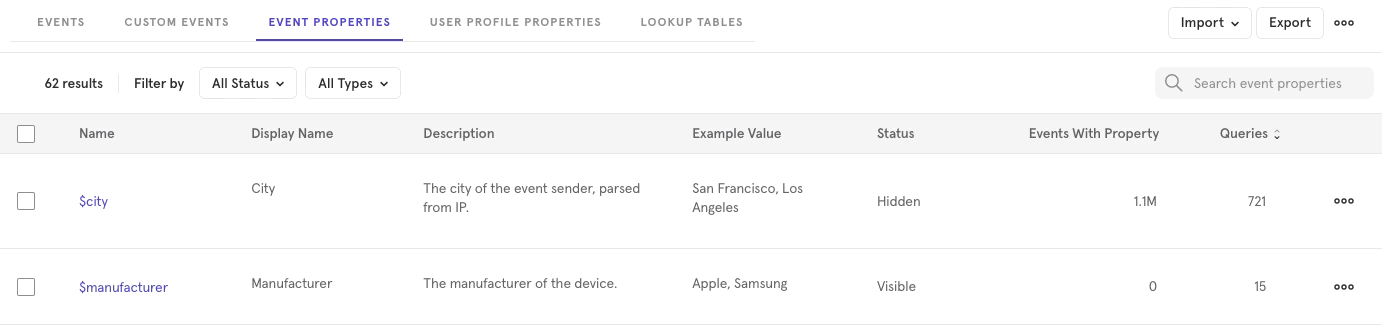 EVENTS CUSTOM EVENTS EVENT PROPERTIES USER PROFILE PROPERTIES LOOKUP TABLES Import Export
62 results Filter by All Status All Types Search event properties
Name Display Name Description Example Value Status Events With Property Queries
$city City The city of the event sender, parsed San Francisco, Los Hidden 1.1M 721
from IP. Angeles
$manufacturer Manufacturer The manufacturer of the device. Apple, Samsung Visible 0 15